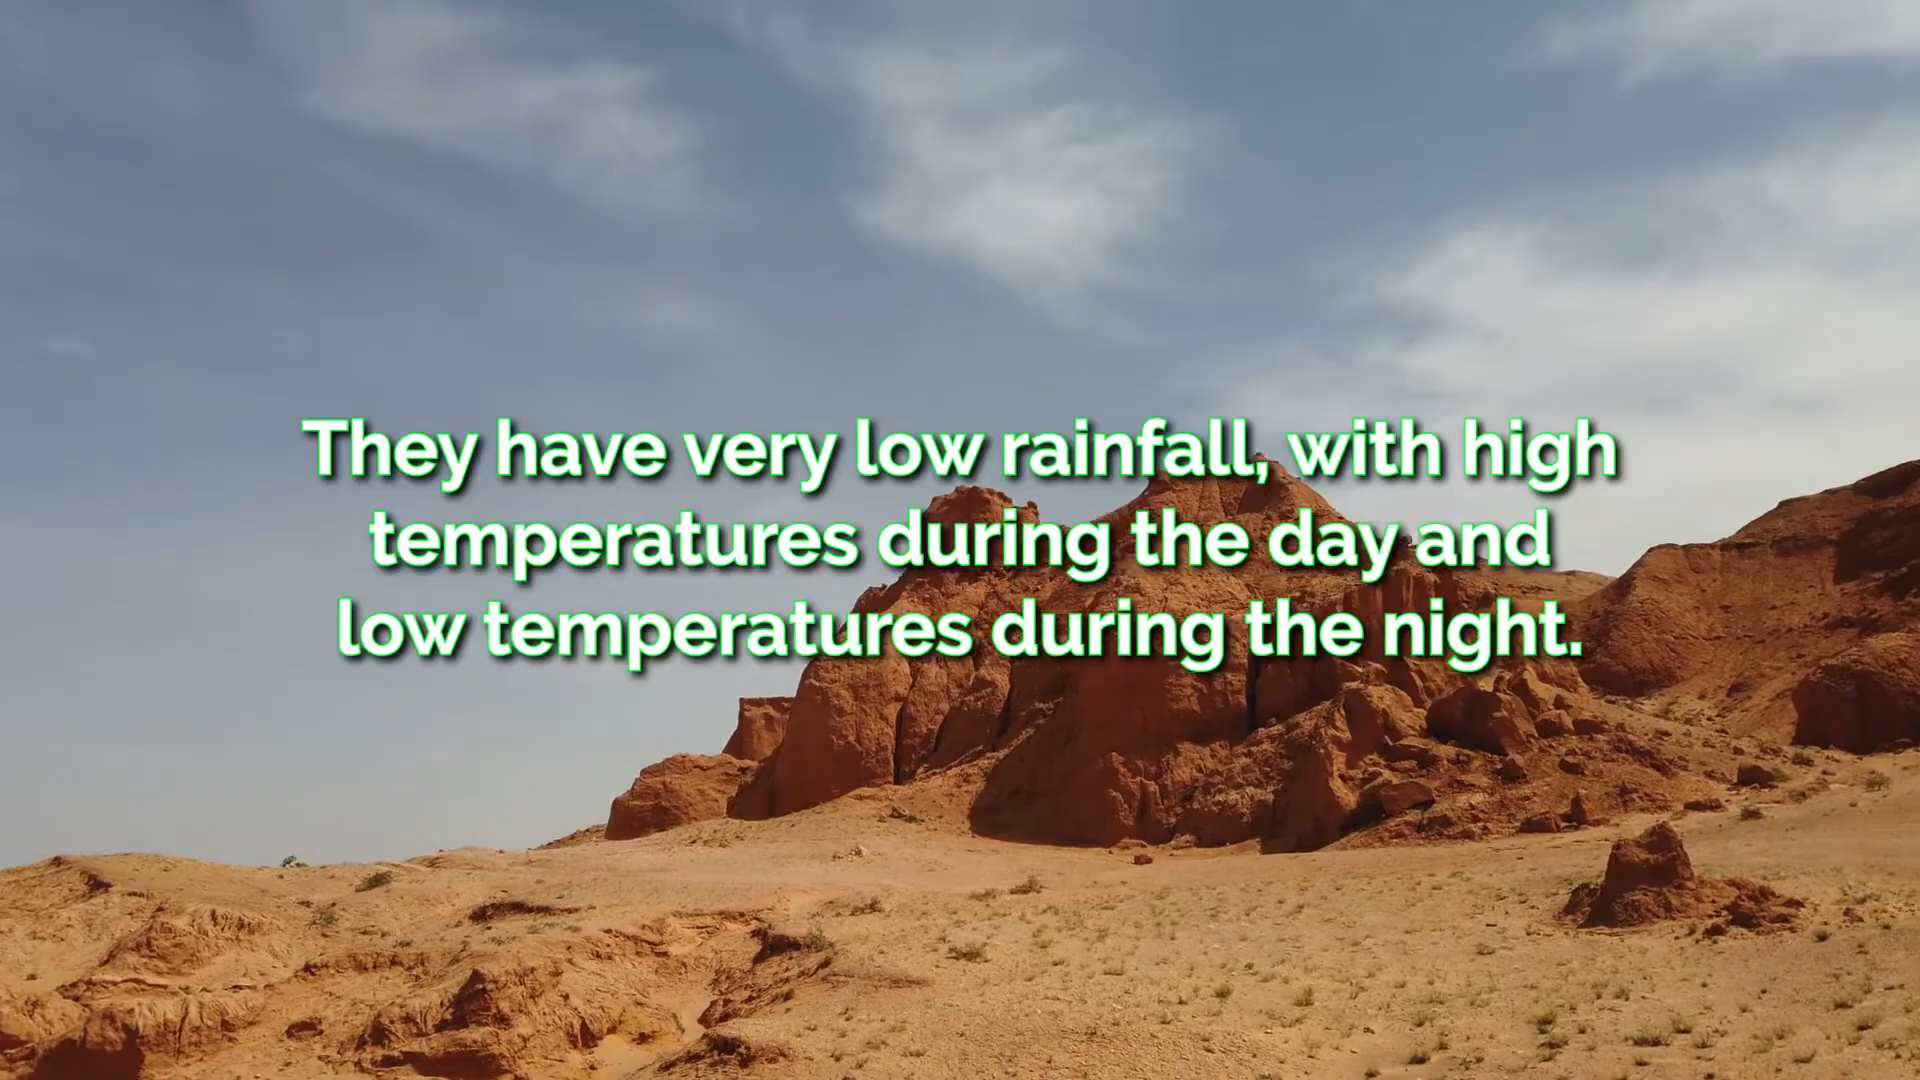 They have very low rainfall, with high
temperatures during the day and
low temperatures during the night.